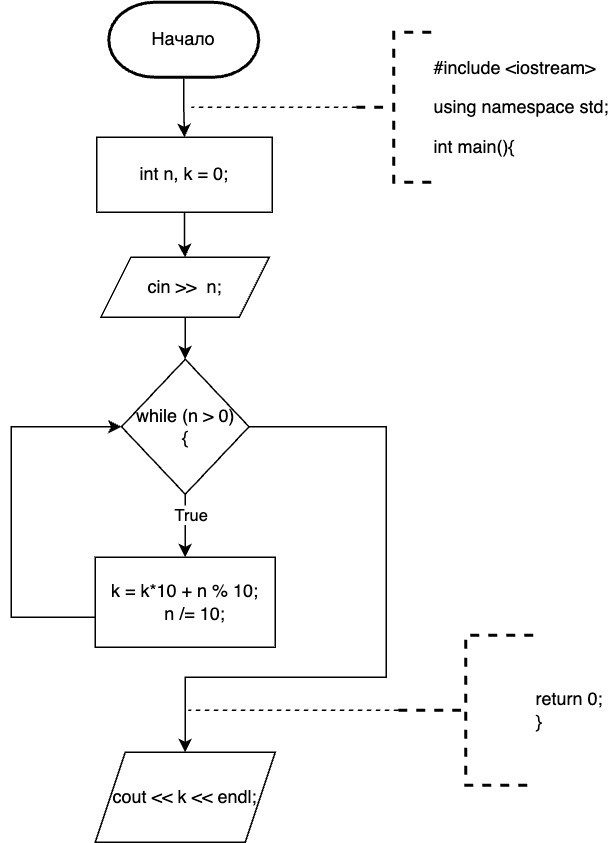 Начало
#include <iostream>
using namespace std;
int main(){
int n, k = 0;
cin >> n;
while (n > 0)
{
True
k = k*10 + n % 10;
n /= 10;
return 0;
}
cout << k << endl;